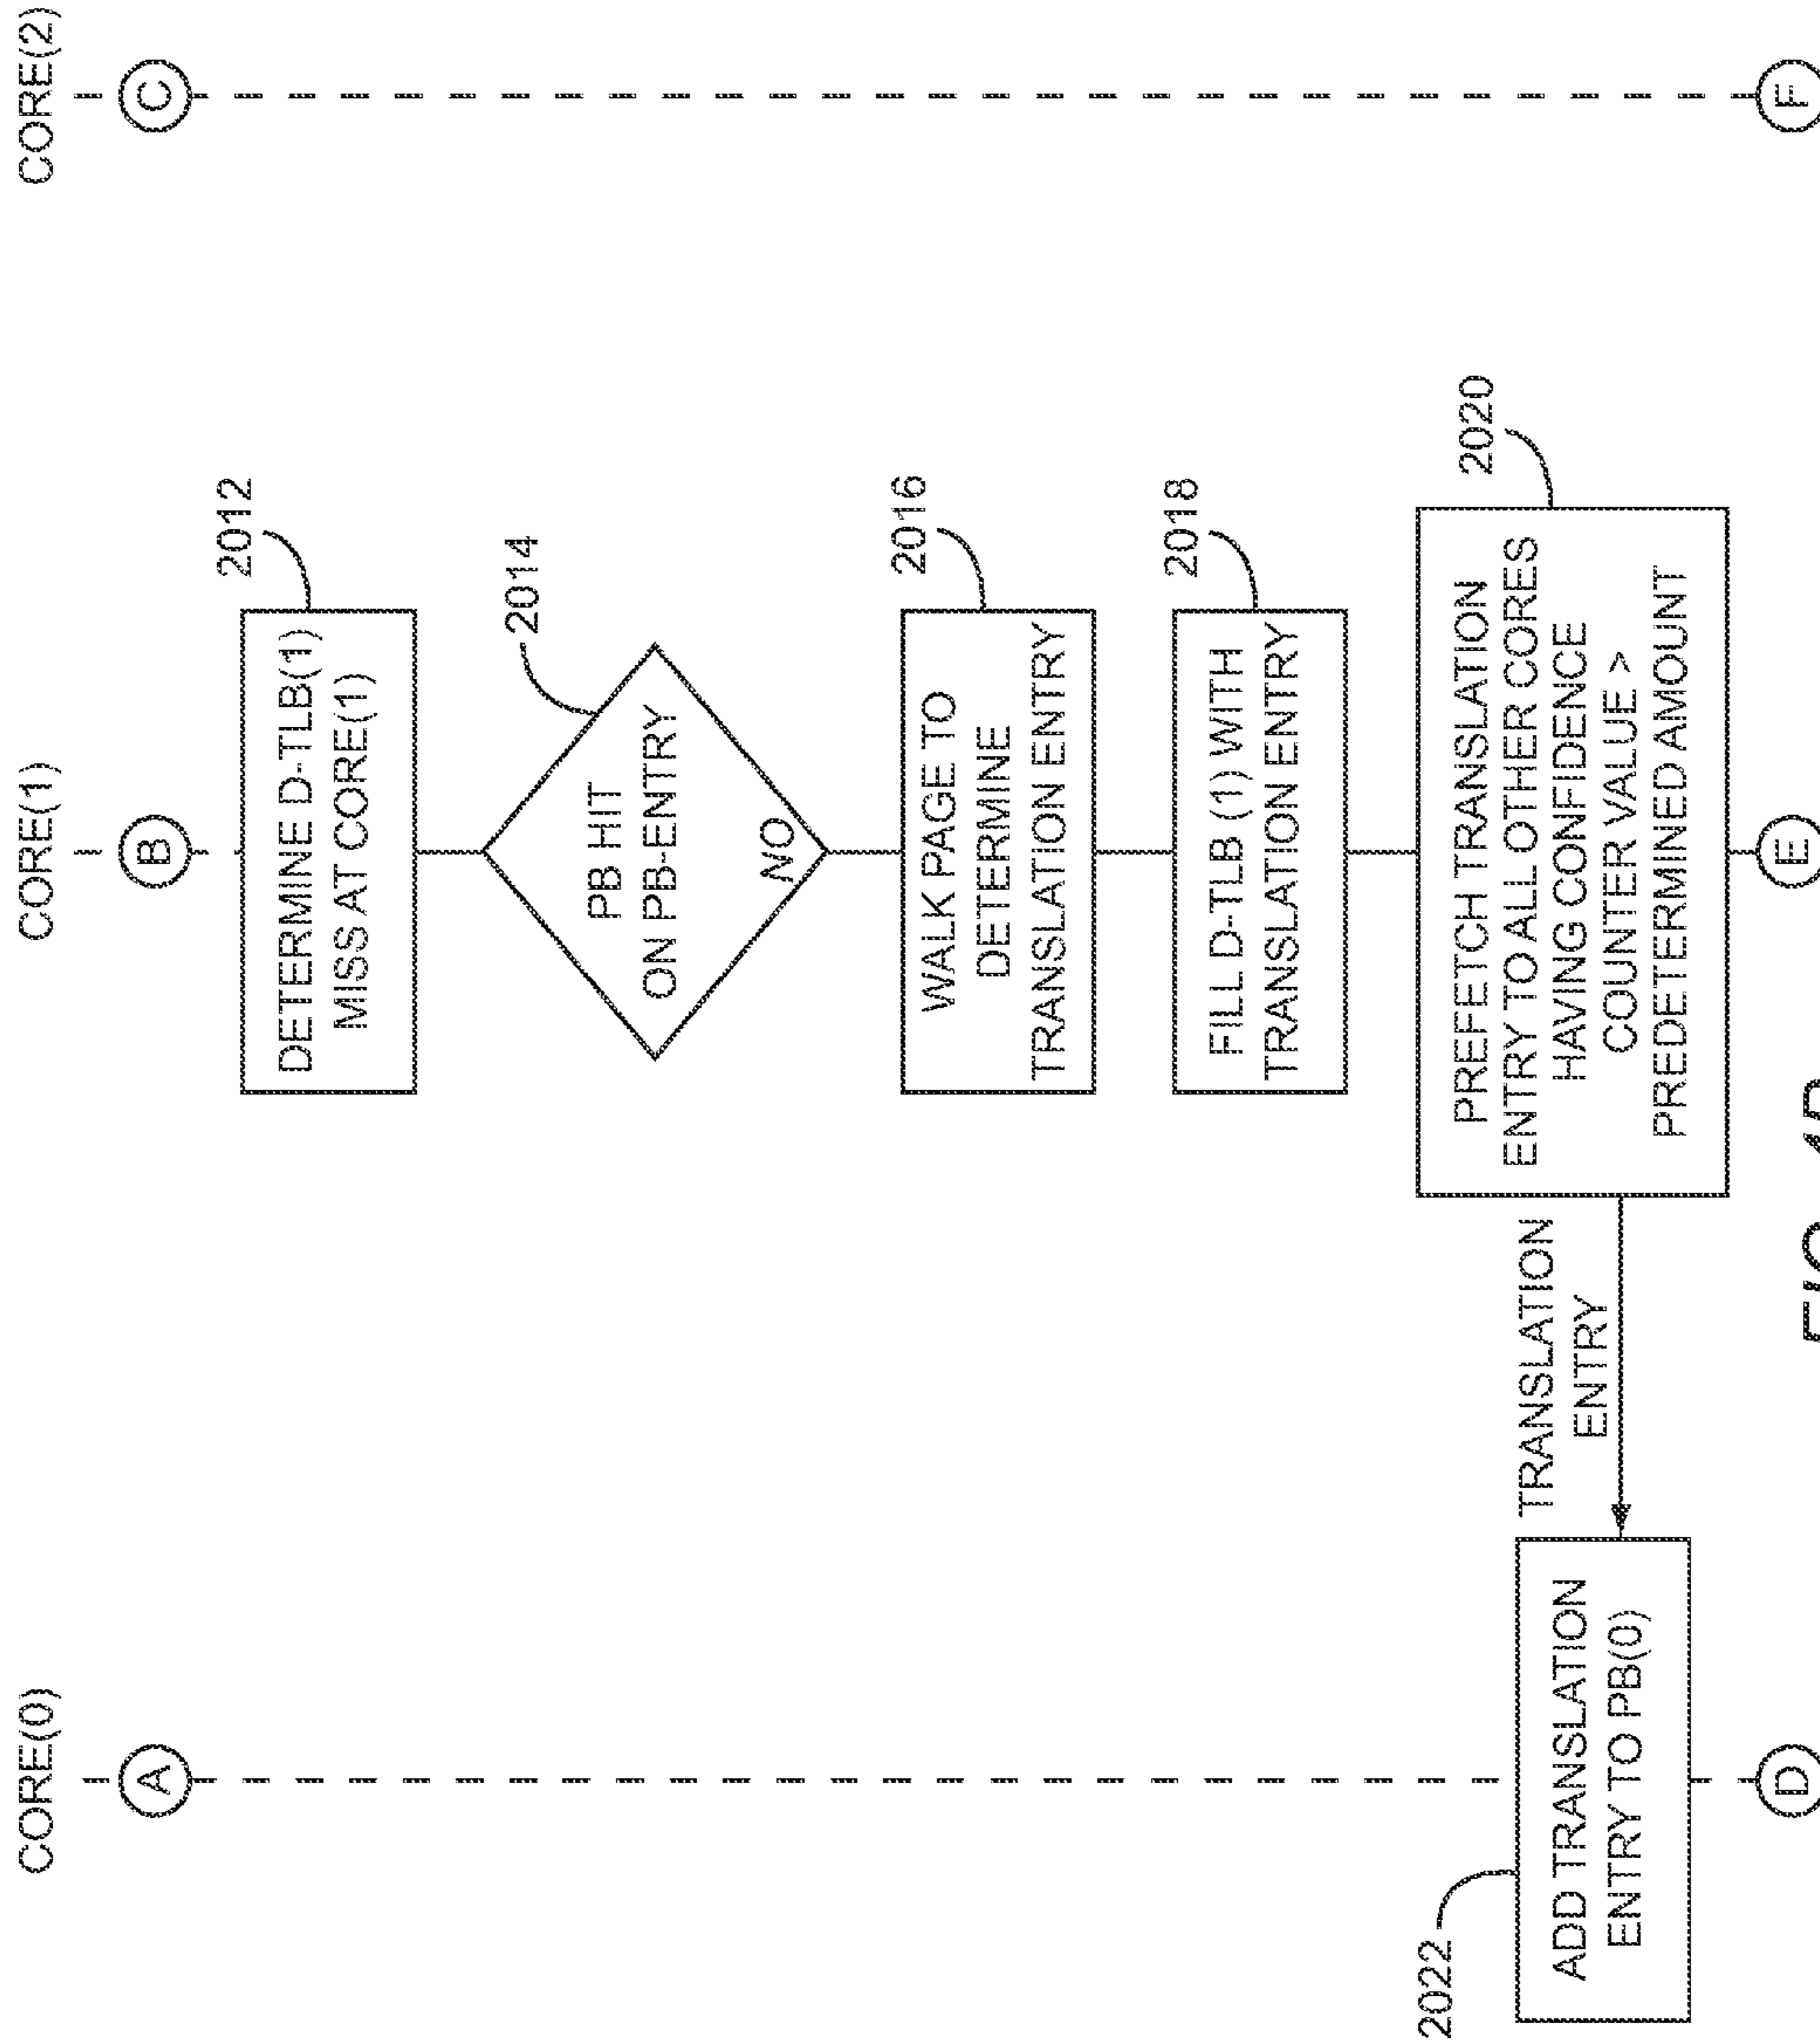 CORE(0)
CORE(1)
CORE(2)
A
B
C
2012
DETERMINE D-TLB(1)
MISS AT CORE(1)
2014
PB HIT
ON PB-ENTRY
NO
2016
WALK PAGE TO
DETERMINE
TRANSLATION ENTRY
2018
FILL D-TLB (1) WITH
TRANSLATION ENTRY
2020
PREFETCH TRANSLATION
ENTRY TO ALL OTHER CORES
HAVING CONFIDENCE
COUNTER VALUE >
PREDETERMINED AMOUNT
TRANSLATION
ENTRY
2022
ADD TRANSLATION
ENTRY TO PB(0)
D
E
F